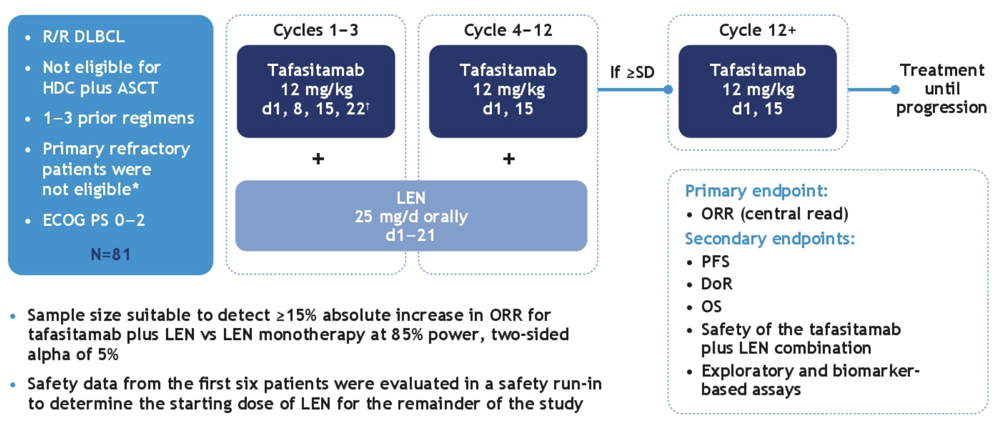 • R/R DLBCL
• Not eligible for
HDC plus ASCT
• 1–3 prior regimens
• Primary refractory
patients were
not eligible*
• ECOG PS 0–2
N=81
Cycles 1–3
Tafasitamab
12 mg/kg
d1, 8, 15, 22†
+
Cycle 4–12
Tafasitamab
12 mg/kg
d1, 15
+
LEN
25 mg/d orally
d1–21
If ≥SD
Cycle 12+
Tafasitamab
12 mg/kg
d1, 15
Treatment
until
progression
Primary endpoint:
• ORR (central read)
Secondary endpoints:
• PFS
• DoR
• OS
• Safety of the tafasitamab
plus LEN combination
• Exploratory and biomarker-
based assays
• Sample size suitable to detect ≥15% absolute increase in ORR for
tafasitamab plus LEN vs LEN monotherapy at 85% power, two-sided
alpha of 5%
• Safety data from the first six patients were evaluated in a safety run-in
to determine the starting dose of LEN for the remainder of the study